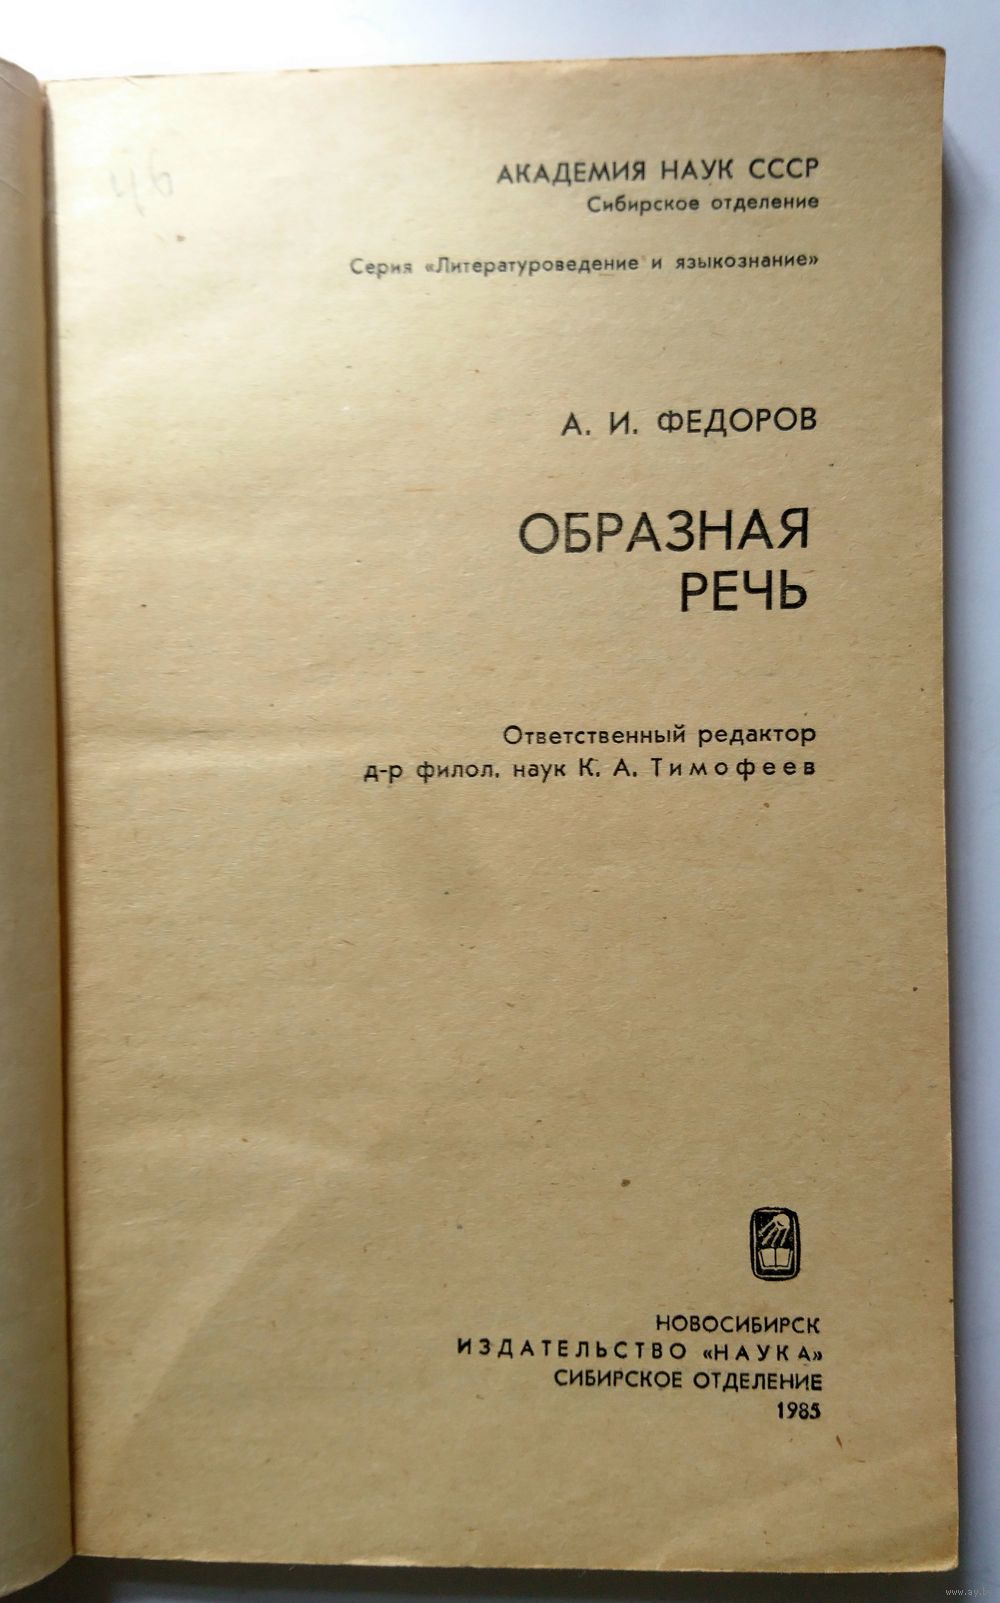 АКАДЕМИЯ НАУК СССР
Сибирское отделение
Серия «Литературоведение и языкознание»
А. И. ФЕДОРОВ
ОБРАЗНАЯ
РЕЧЬ
Ответственный редактор
д-р филол. наук К. А. Тимофеев
НОВОСИБИРСК
ИЗДАТЕЛЬСТВО «НАУКА»
СИБИРСКОЕ ОТДЕЛЕНИЕ
1985